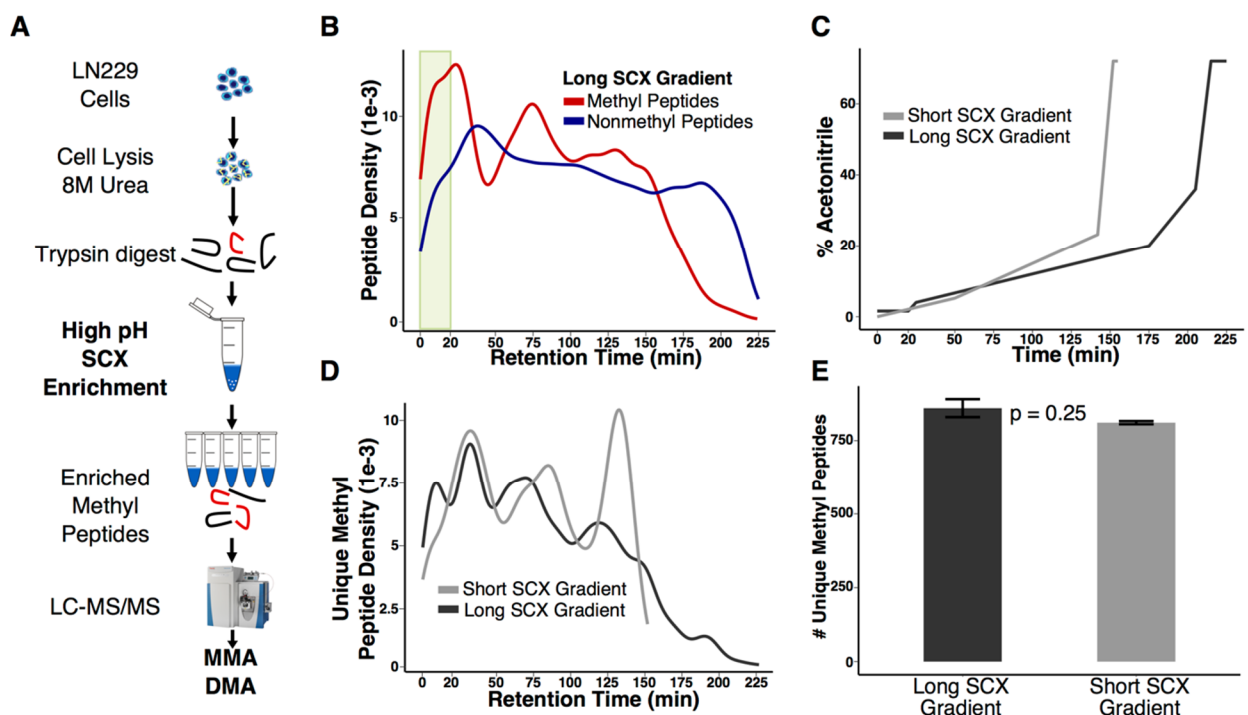 A
LN229
Cells
Cell Lysis
8M Urea
Trypsin digest
High pH
SCX
Enrichment
Enriched
Methyl
Peptides
LC-MS/MS
MMA
DMA
B
Peptide Density (1e-3)
10
5
0
Long SCX Gradient
Methyl Peptides
Nonmethyl Peptides
0 20 50 75 100 125 150 175 200 225
Retention Time (min)
C
% Acetonitrile
60
40
20
0
Short SCX Gradient
Long SCX Gradient
0 25 50 75 100 125 150 175 200 225
Time (min)
D
Unique Methyl
Peptide Density (1e-3)
10
7.5
5
2.5
0
Short SCX Gradient
Long SCX Gradient
0 20 50 75 100 125 150 175 200 225
Retention Time (min)
E
# Unique Methyl Peptides
750
500
250
0
p = 0.25
Long SCX
Gradient
Short SCX
Gradient